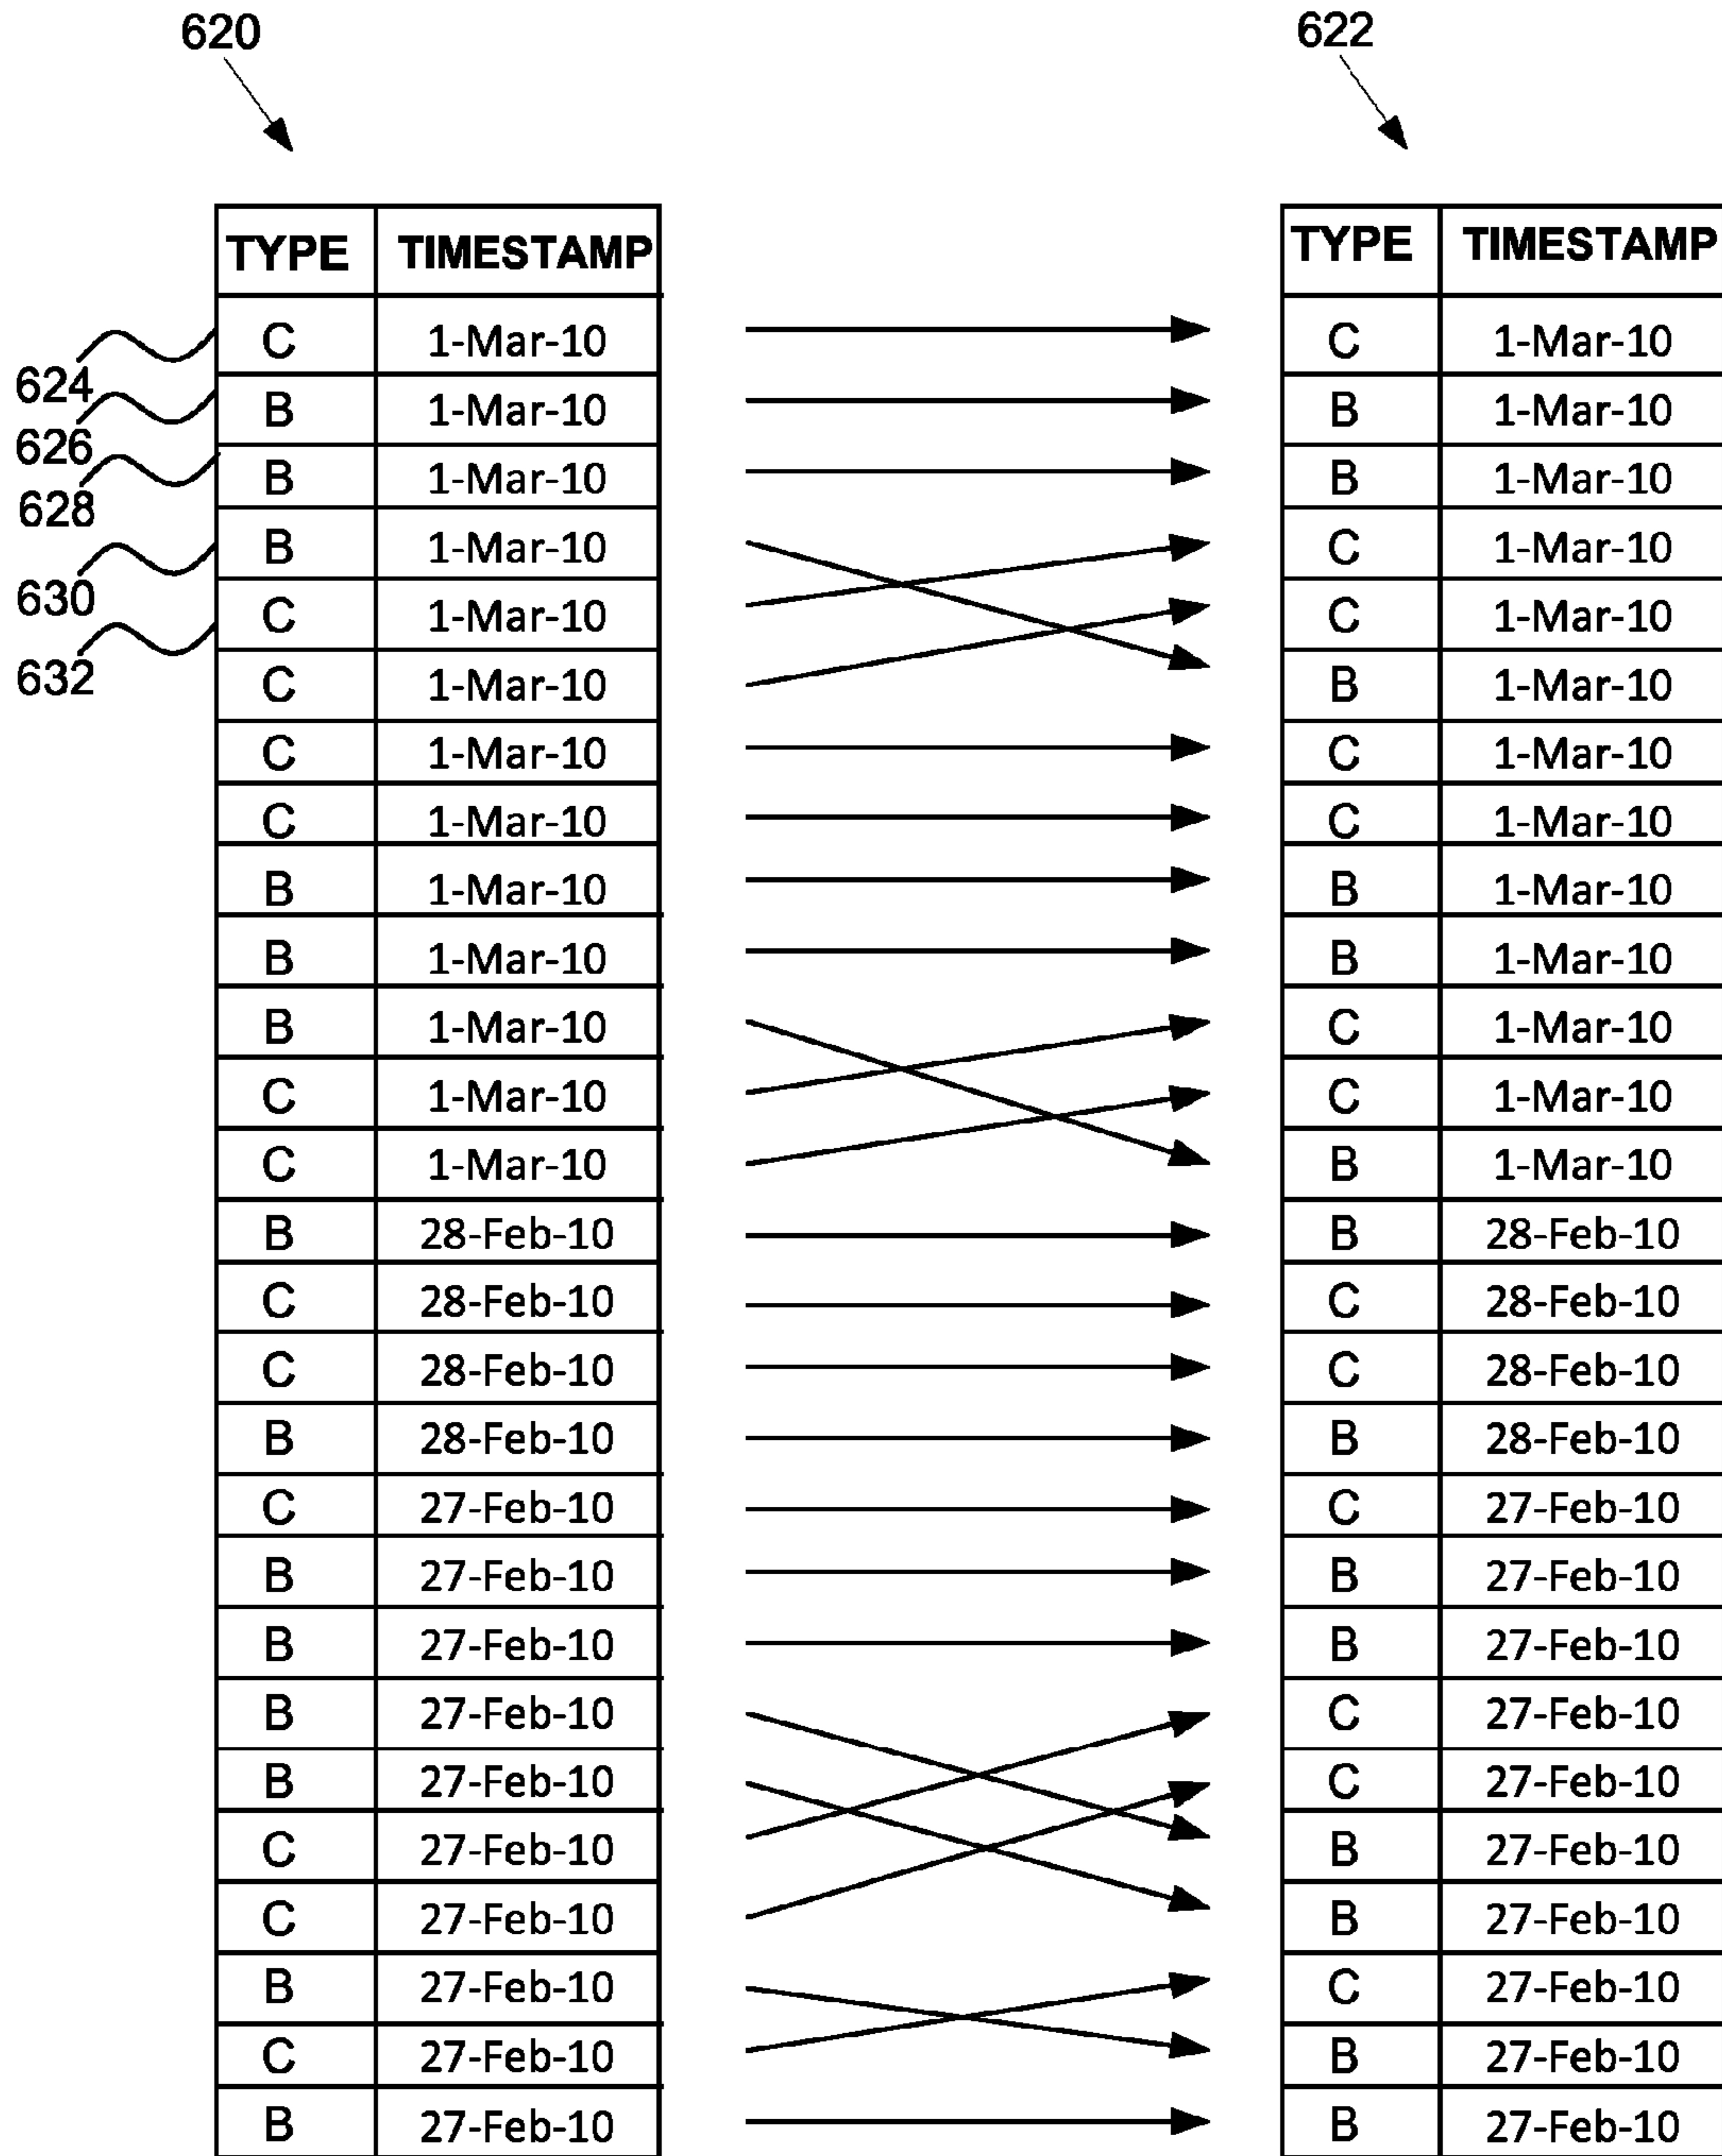 620 622
TYPE TIMESTAMP TYPE TIMESTAMP
C 1-Mar-10 C 1-Mar-10
624
B 1-Mar-10 B 1-Mar-10
626
B 1-Mar-10 B 1-Mar-10
628
B 1-Mar-10 C 1-Mar-10
630
C 1-Mar-10 C 1-Mar-10
632
C 1-Mar-10 B 1-Mar-10
C 1-Mar-10 C 1-Mar-10
C 1-Mar-10 C 1-Mar-10
B 1-Mar-10 B 1-Mar-10
B 1-Mar-10 B 1-Mar-10
B 1-Mar-10 C 1-Mar-10
C 1-Mar-10 C 1-Mar-10
C 1-Mar-10 B 1-Mar-10
B 28-Feb-10 B 28-Feb-10
C 28-Feb-10 C 28-Feb-10
C 28-Feb-10 C 28-Feb-10
B 28-Feb-10 B 28-Feb-10
C 27-Feb-10 C 27-Feb-10
B 27-Feb-10 B 27-Feb-10
B 27-Feb-10 B 27-Feb-10
B 27-Feb-10 C 27-Feb-10
B 27-Feb-10 C 27-Feb-10
C 27-Feb-10 B 27-Feb-10
C 27-Feb-10 B 27-Feb-10
B 27-Feb-10 C 27-Feb-10
C 27-Feb-10 B 27-Feb-10
B 27-Feb-10 B 27-Feb-10